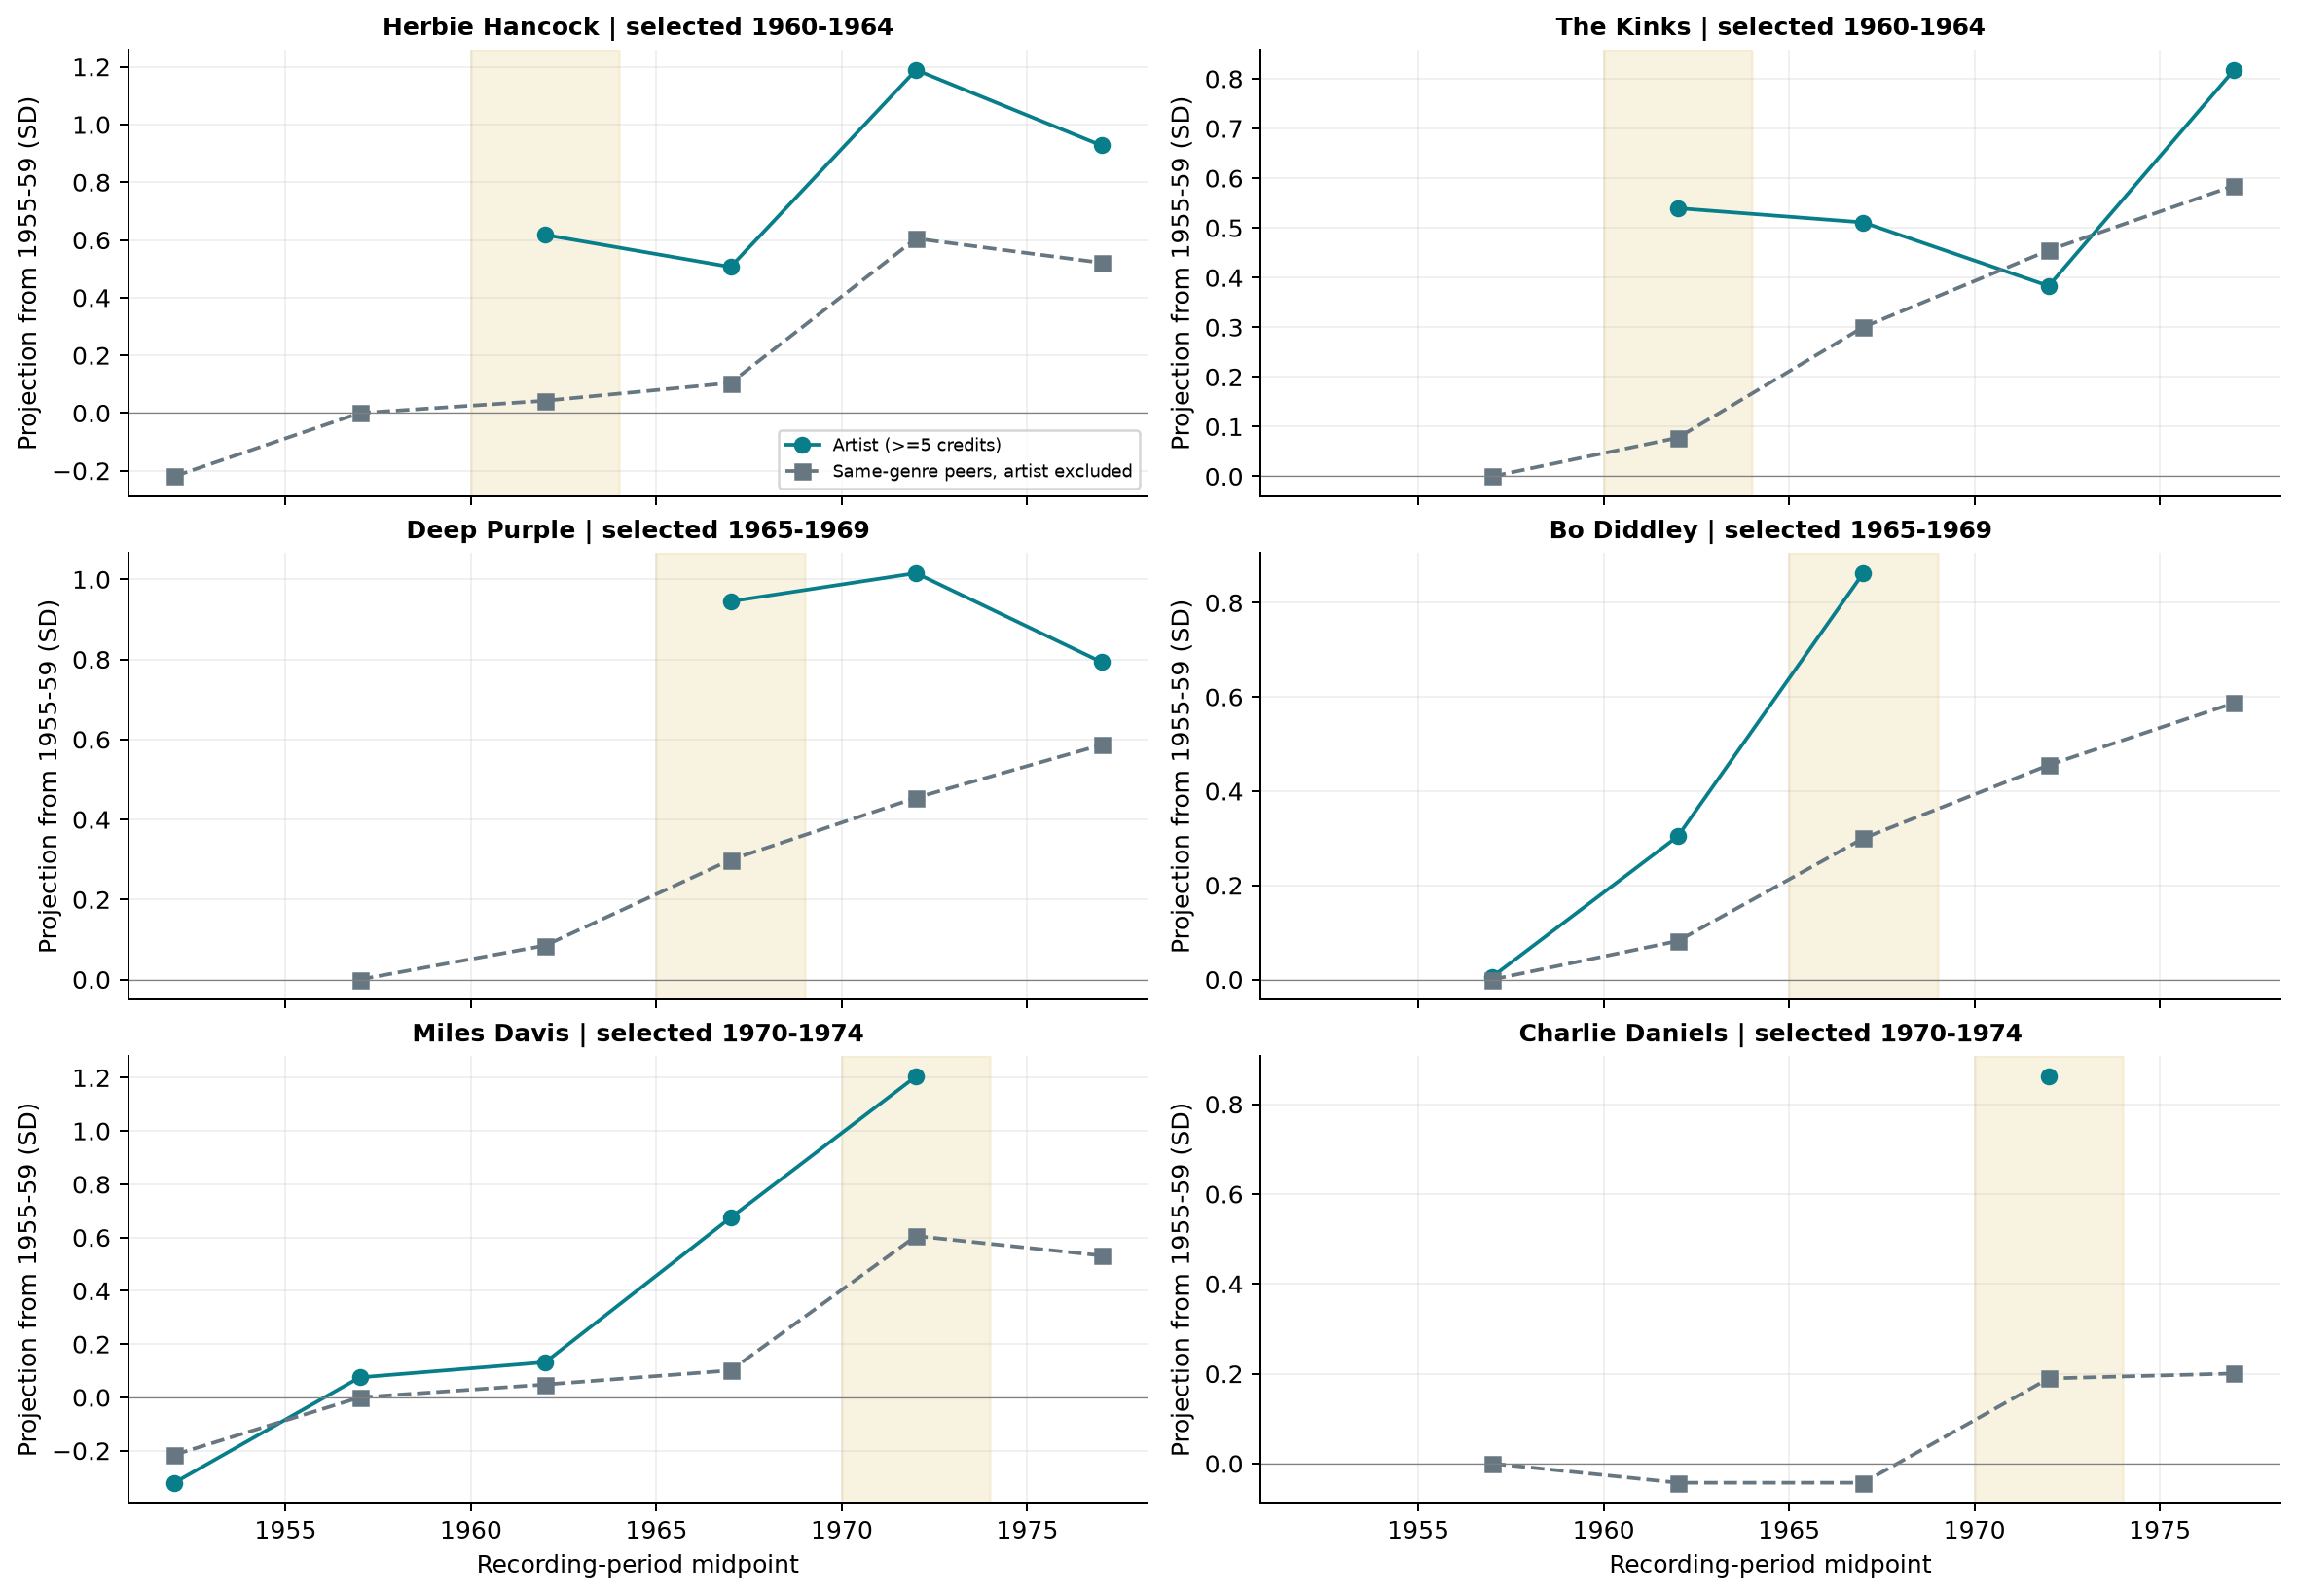 Herbie Hancock | selected 1960-1964
Projection from 1955-59 (SD)
1.2
1.0
0.8
0.6
0.4
0.2
0.0
−0.2
Artist (>=5 credits)
Same-genre peers, artist excluded
The Kinks | selected 1960-1964
Projection from 1955-59 (SD)
0.8
0.7
0.6
0.5
0.4
0.3
0.2
0.1
0.0
Deep Purple | selected 1965-1969
Projection from 1955-59 (SD)
1.0
0.8
0.6
0.4
0.2
0.0
Bo Diddley | selected 1965-1969
Projection from 1955-59 (SD)
0.8
0.6
0.4
0.2
0.0
Miles Davis | selected 1970-1974
Projection from 1955-59 (SD)
1.2
1.0
0.8
0.6
0.4
0.2
0.0
−0.2
1955 1960 1965 1970 1975
Recording-period midpoint
Charlie Daniels | selected 1970-1974
Projection from 1955-59 (SD)
0.8
0.6
0.4
0.2
0.0
1955 1960 1965 1970 1975
Recording-period midpoint